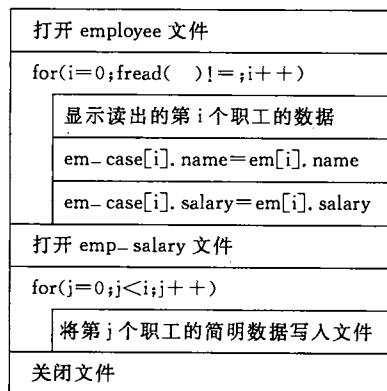 打开 employee 文件
for(i=0;fread(　)!=;i++)
显示读出的第 i 个职工的数据
em_case[i].name=em[i].name
em_case[i].salary=em[i].salary
打开 emp_salary 文件
for(j=0;j<i;j++)
将第 j 个职工的简明数据写入文件
关闭文件